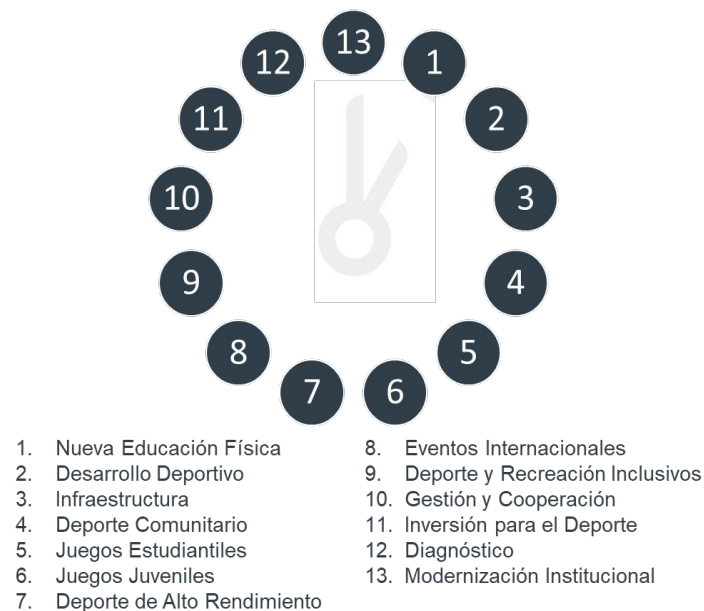 13
12
1
11
2
10
3
9
4
8
5
7
6
1. Nueva Educación Física
2. Desarrollo Deportivo
3. Infraestructura
4. Deporte Comunitario
5. Juegos Estudiantiles
6. Juegos Juveniles
7. Deporte de Alto Rendimiento
8. Eventos Internacionales
9. Deporte y Recreación Inclusivos
10. Gestión y Cooperación
11. Inversión para el Deporte
12. Diagnóstico
13. Modernización Institucional